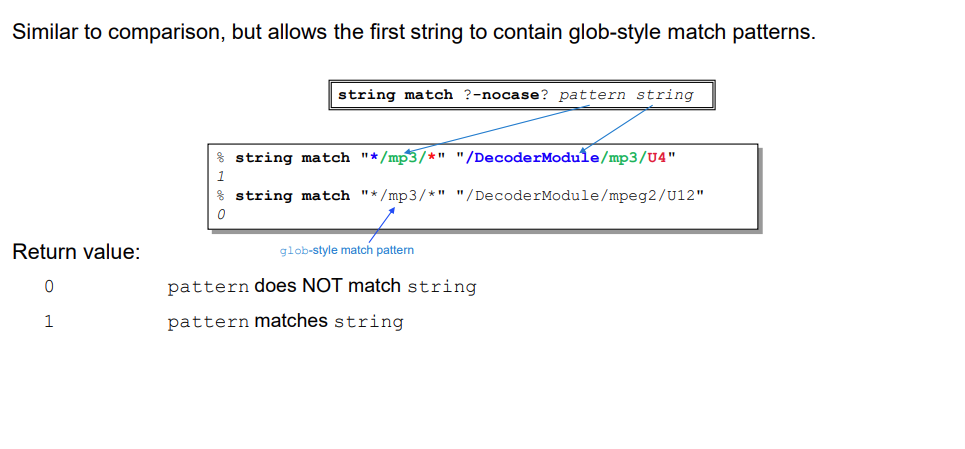 Similar to comparison, but allows the first string to contain glob-style match patterns.
string match ?-nocase? pattern string
% string match "*/mp3/*" "/DecoderModule/mp3/U4"
1
% string match "*/mp3/*" "/DecoderModule/mpeg2/U12"
0
glob-style match pattern
Return value:
0 pattern does NOT match string
1 pattern matches string